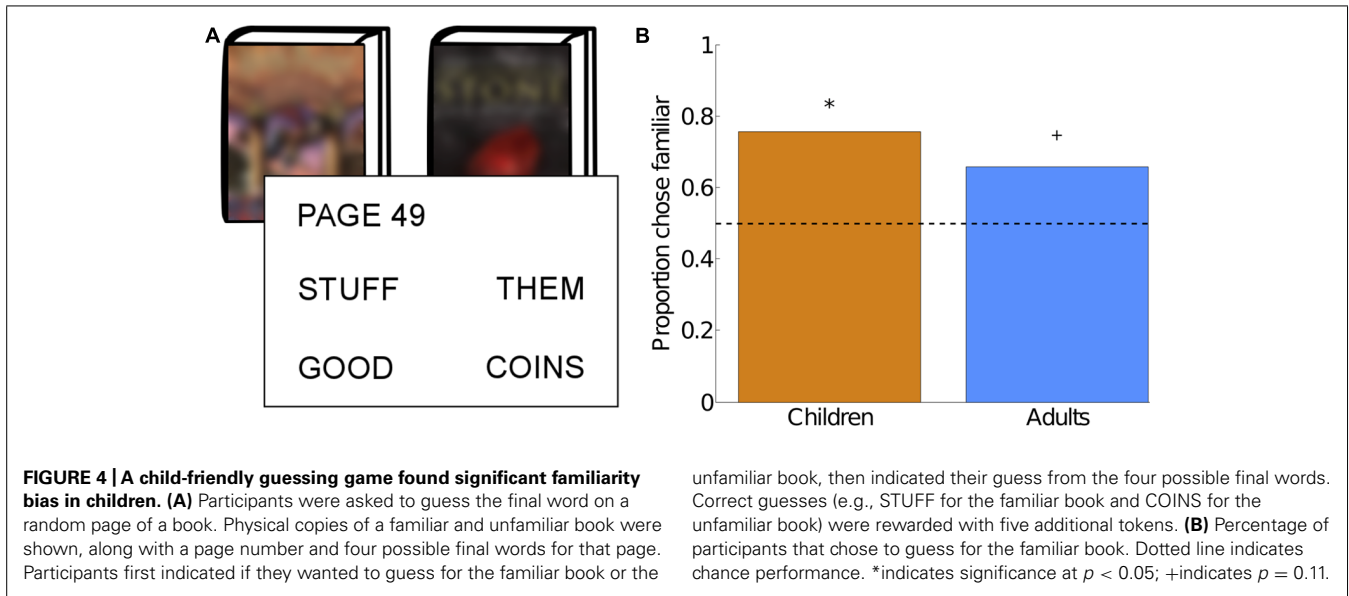 A
STONE
PAGE 49
STUFF THEM
GOOD COINS
B
Proportion chose familiar
1
0.8
0.6
0.4
0.2
0
*
+
Children
Adults
FIGURE 4 | A child-friendly guessing game found significant familiarity
bias in children. (A) Participants were asked to guess the final word on a
random page of a book. Physical copies of a familiar and unfamiliar book were
shown, along with a page number and four possible final words for that page.
Participants first indicated if they wanted to guess for the familiar book or the
unfamiliar book, then indicated their guess from the four possible final words.
Correct guesses (e.g., STUFF for the familiar book and COINS for the
unfamiliar book) were rewarded with five additional tokens. (B) Percentage of
participants that chose to guess for the familiar book. Dotted line indicates
chance performance. *indicates significance at p < 0.05; +indicates p = 0.11.